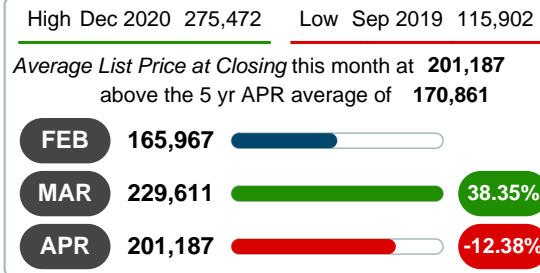 High Dec 2020 275,472 Low Sep 2019 115,902
Average List Price at Closing this month at 201,187
above the 5 yr APR average of 170,861
FEB 165,967
MAR 229,611 38.35%
APR 201,187 -12.38%